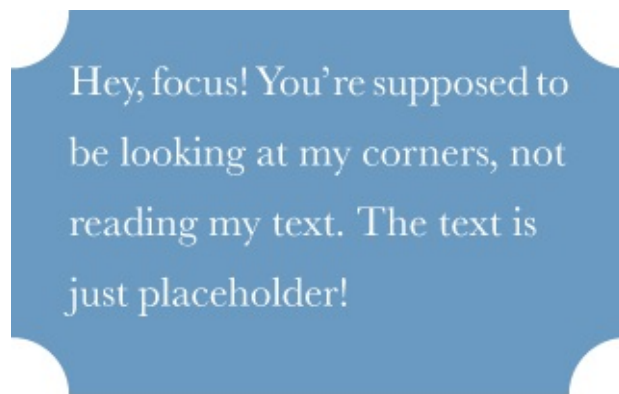 Hey, focus! You’re supposed to
be looking at my corners, not
reading my text. The text is
just placeholder!